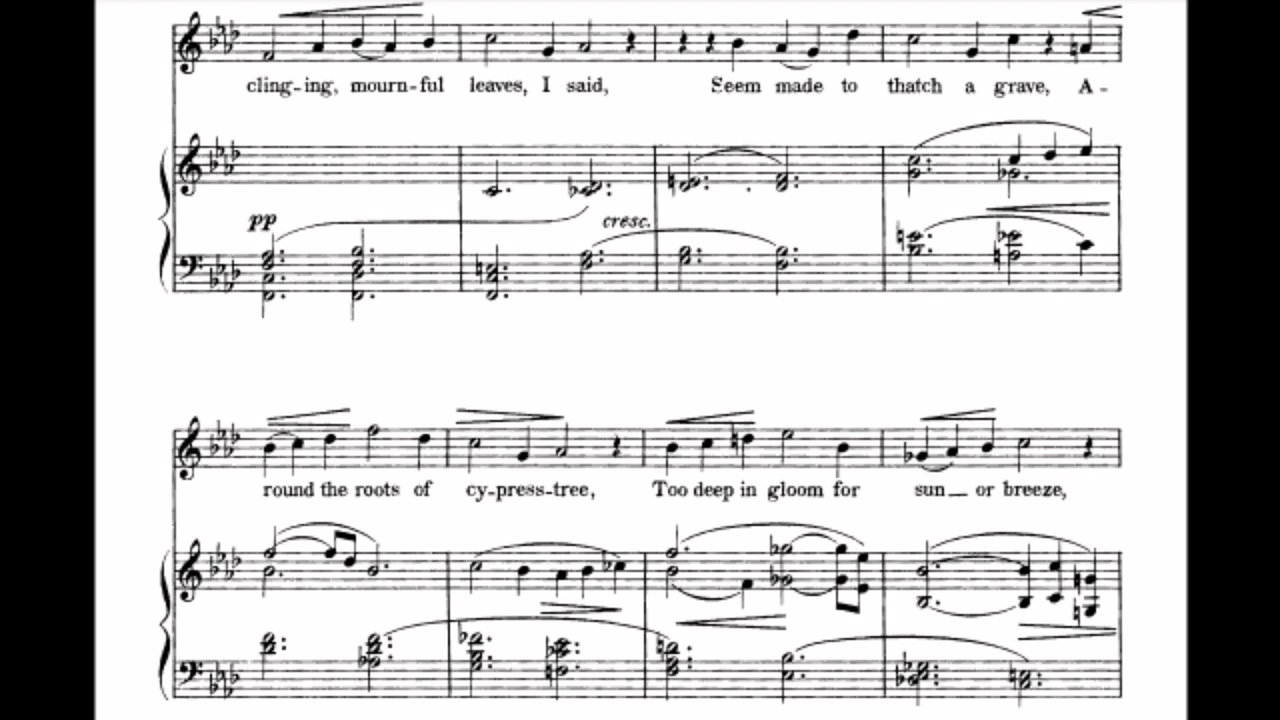 cling-ing, mourn-ful leaves, I said, Seem made to thatch a grave, A-
pp
cresc.
round the roots of cy-press-tree, Too deep in gloom for sun— or breeze,